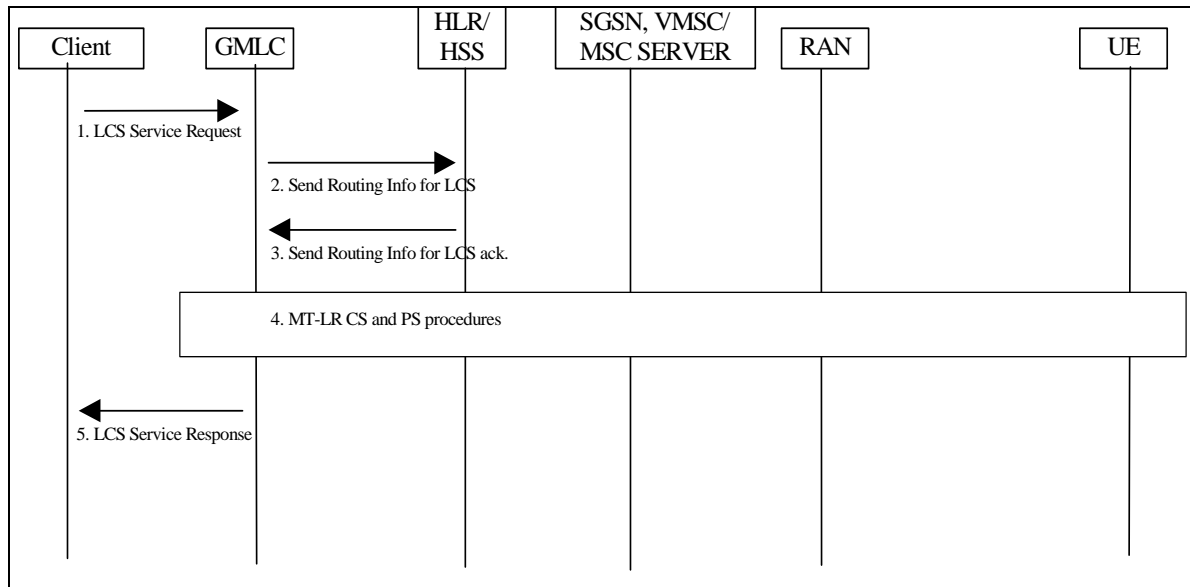 Client
GMLC
HLR/
HSS
SGSN, VMSC/
MSC SERVER
RAN
UE
1. LCS Service Request
2. Send Routing Info for LCS
3. Send Routing Info for LCS ack.
4. MT-LR CS and PS procedures
5. LCS Service Response